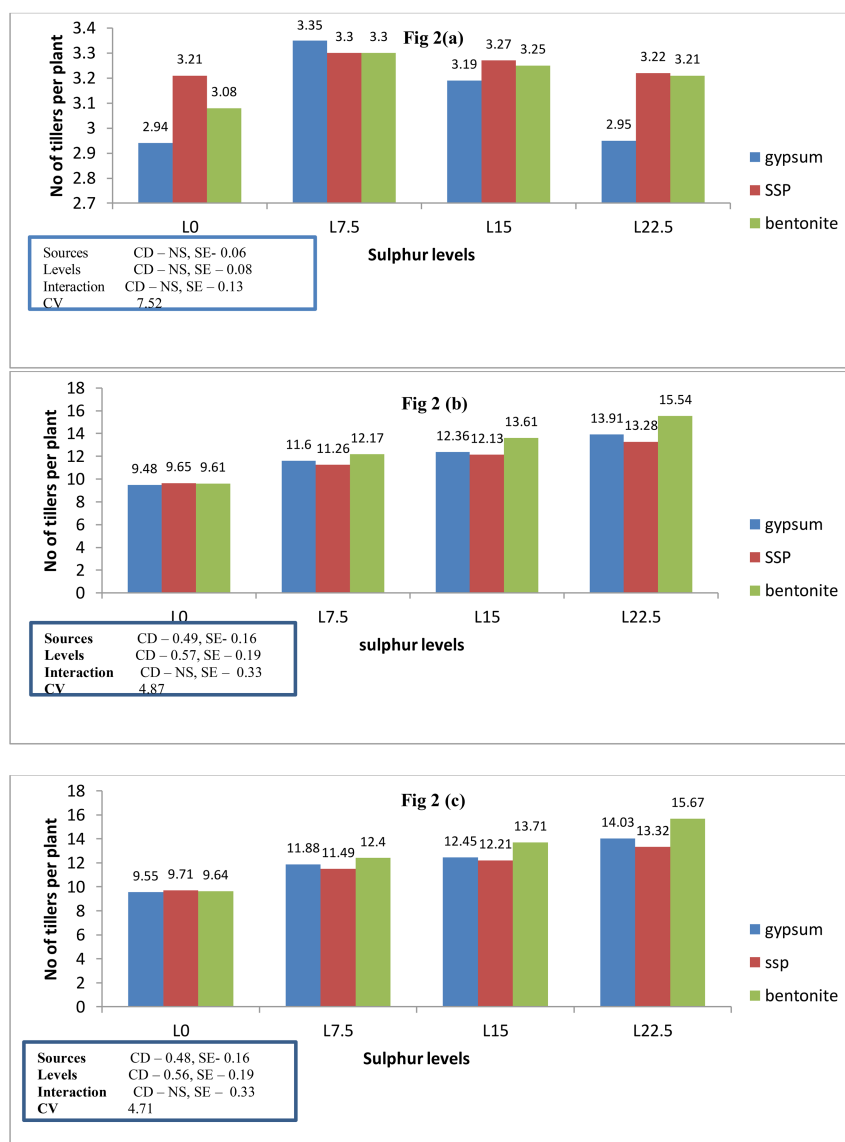 Fig 2(a)
No of tillers per plant
3.4
3.3
3.2
3.1
3
2.9
2.8
2.7
2.94 3.21 3.08
3.35 3.3 3.3
3.19 3.27 3.25
2.95 3.22 3.21
L0 L7.5 L15 L22.5
Sulphur levels
gypsum
SSP
bentonite
Sources CD – NS, SE- 0.06
Levels CD – NS, SE – 0.08
Interaction CD – NS, SE – 0.13
CV 7.52
Fig 2 (b)
No of tillers per plant
18
16
14
12
10
8
6
4
2
0
9.48 9.65 9.61
11.6 11.26 12.17
12.36 12.13 13.61
13.91 13.28 15.54
L0 L7.5 L15 L22.5
sulphur levels
gypsum
SSP
bentonite
Sources CD – 0.49, SE- 0.16
Levels CD – 0.57, SE – 0.19
Interaction CD – NS, SE – 0.33
CV 4.87
Fig 2 (c)
No of tillers per plant
18
16
14
12
10
8
6
4
2
0
9.55 9.71 9.64
11.88 11.49 12.4
12.45 12.21 13.71
14.03 13.32 15.67
L0 L7.5 L15 L22.5
Sulphur levels
gypsum
ssp
bentonite
Sources CD – 0.48, SE- 0.16
Levels CD – 0.56, SE – 0.19
Interaction CD – NS, SE – 0.33
CV 4.71